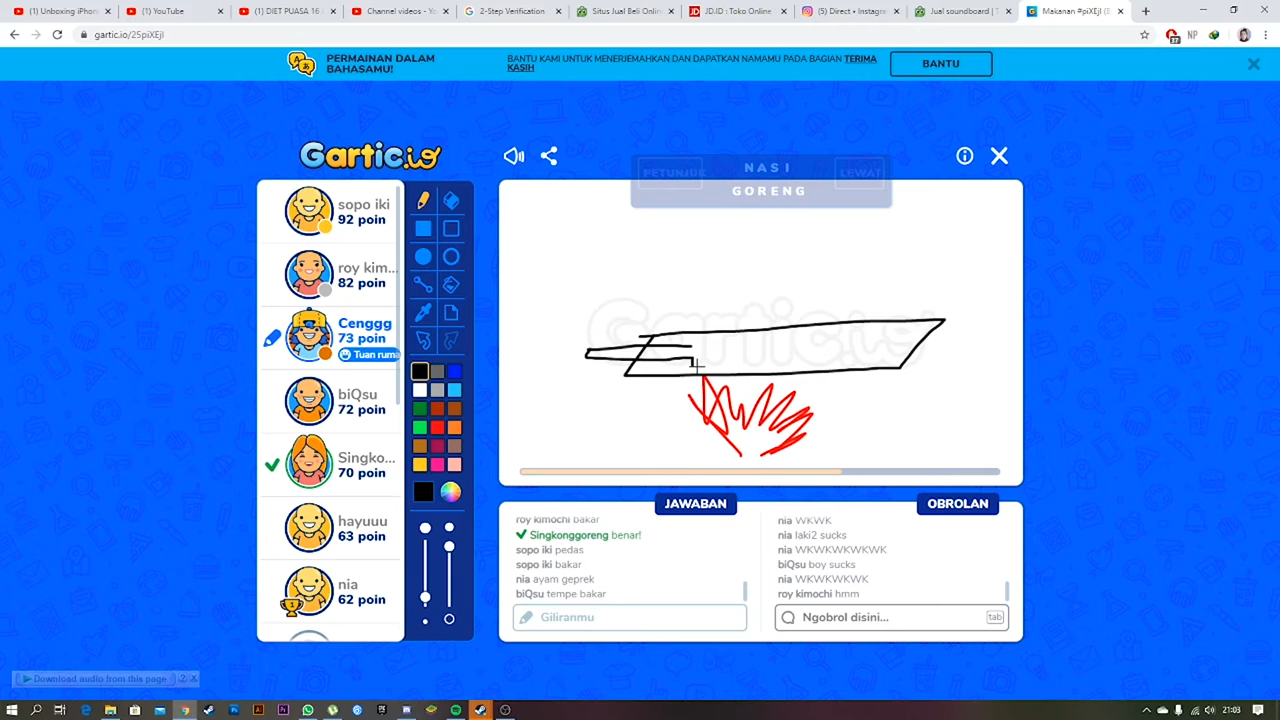 (1) Unboxing iPhon
(1) YouTube
(1) DIET PUASA 16
Channel videos - Yo
2-Step Verification
Situs Jual Beli Onlin
JD.ID : Toko Online
(5) Direct • Instagra
Jual soundboard | T
Makanan #piXEjI (B
gartic.io/25piXEjI
37
NP
PERMAINAN DALAM
BAHASAMU!
BANTU KAMI UNTUK MENERJEMAHKAN DAN DAPATKAN NAMAMU PADA BAGIAN TERIMA
KASIH
BANTU
Gartic.io
PETUNJUK
NASI
GORENG
LEWAT
Gartic.io
sopo iki
92 poin
roy kim...
82 poin
Cenggg
73 poin
Tuan ruma
biQsu
72 poin
Singko...
70 poin
hayuuu
63 poin
nia
62 poin
JAWABAN
roy kimochi bakar
Singkonggoreng benar!
sopo iki pedas
sopo iki bakar
nia ayam geprek
biQsu tempe bakar
Giliranmu
OBROLAN
nia WKWK
nia laki2 sucks
nia WKWKWKWKWK
biQsu boy sucks
nia WKWKWKWK
roy kimochi hmm
Ngobrol disini...
tab
Download audio from this page
?
21:03